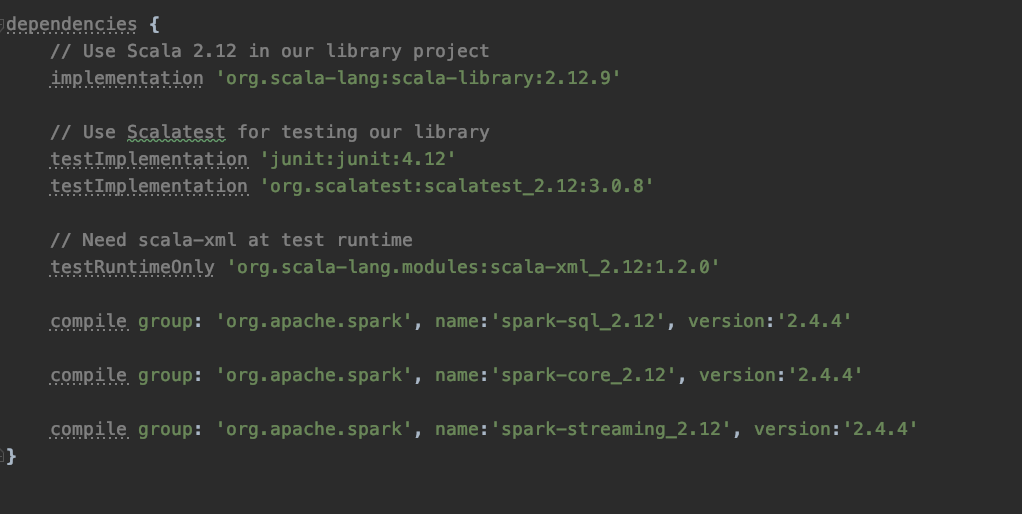 dependencies {
// Use Scala 2.12 in our library project
implementation 'org.scala-lang:scala-library:2.12.9'
// Use Scalatest for testing our library
testImplementation 'junit:junit:4.12'
testImplementation 'org.scalatest:scalatest_2.12:3.0.8'
// Need scala-xml at test runtime
testRuntimeOnly 'org.scala-lang.modules:scala-xml_2.12:1.2.0'
compile group: 'org.apache.spark', name:'spark-sql_2.12', version:'2.4.4'
compile group: 'org.apache.spark', name:'spark-core_2.12', version:'2.4.4'
compile group: 'org.apache.spark', name:'spark-streaming_2.12', version:'2.4.4'
}